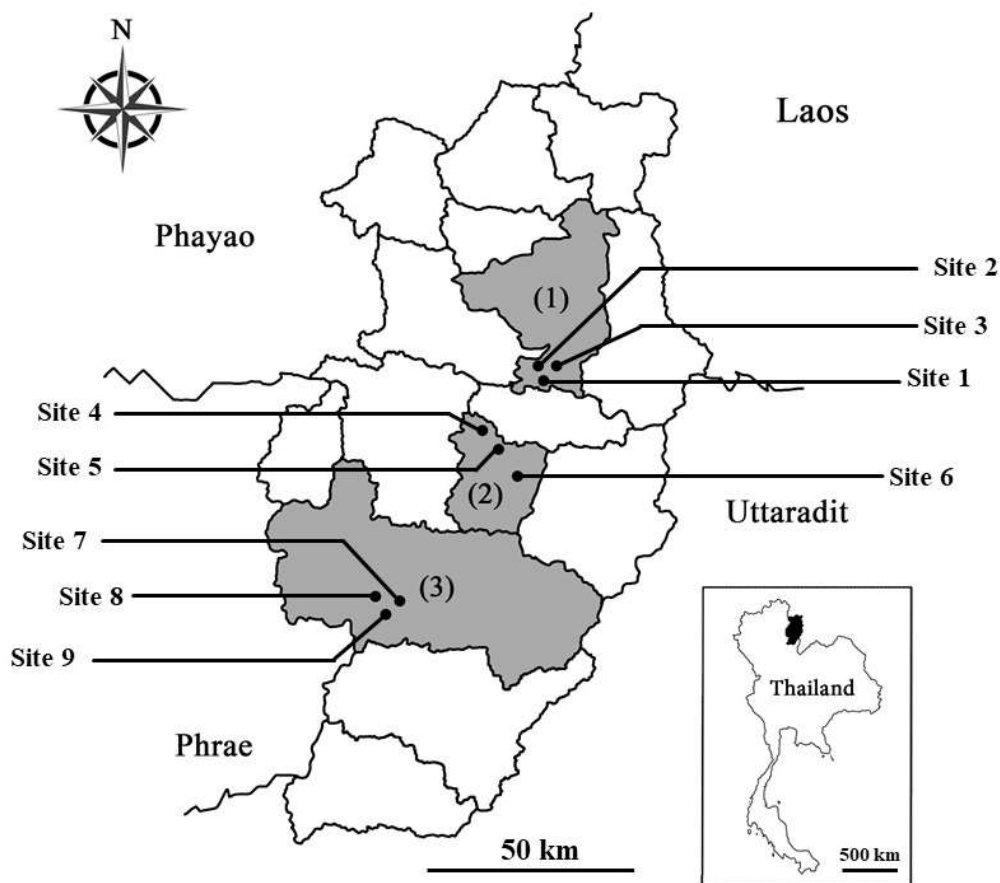 N
Laos
Phayao
Site 2
(1)
Site 3
Site 1
Site 4
Site 5
Site 6
(2)
Uttaradit
Site 7
(3)
Site 8
Site 9
Thailand
Phrae
50 km
500 km